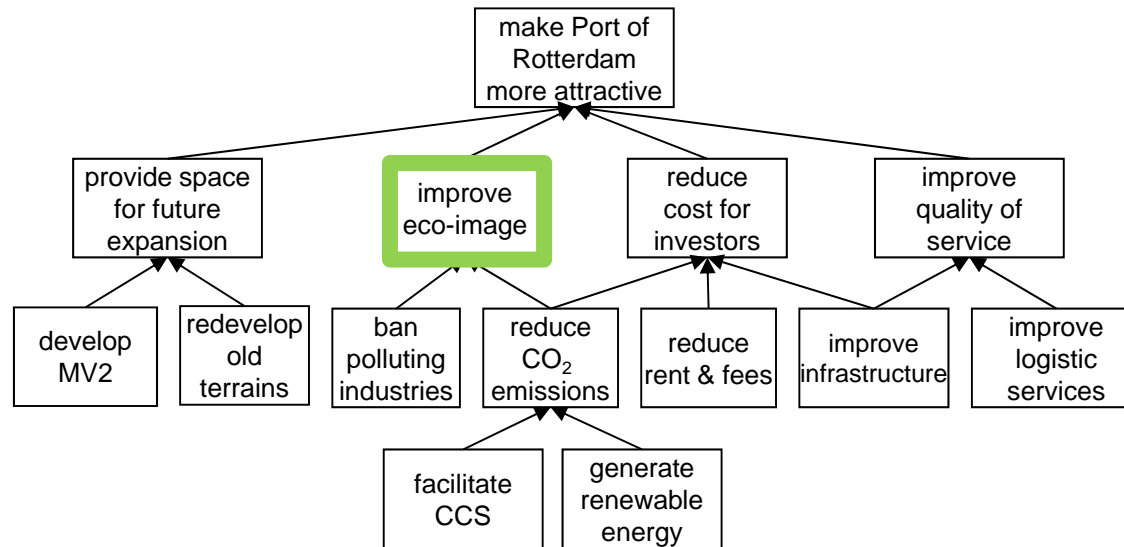 make Port of
Rotterdam
more attractive
provide space
for future
expansion
improve
eco-image
reduce
cost for
investors
improve
quality of
service
develop
MV2
redevelop
old
terrains
ban
polluting
industries
reduce
CO₂
emissions
reduce
rent & fees
improve
infrastructure
improve
logistic
services
facilitate
CCS
generate
renewable
energy